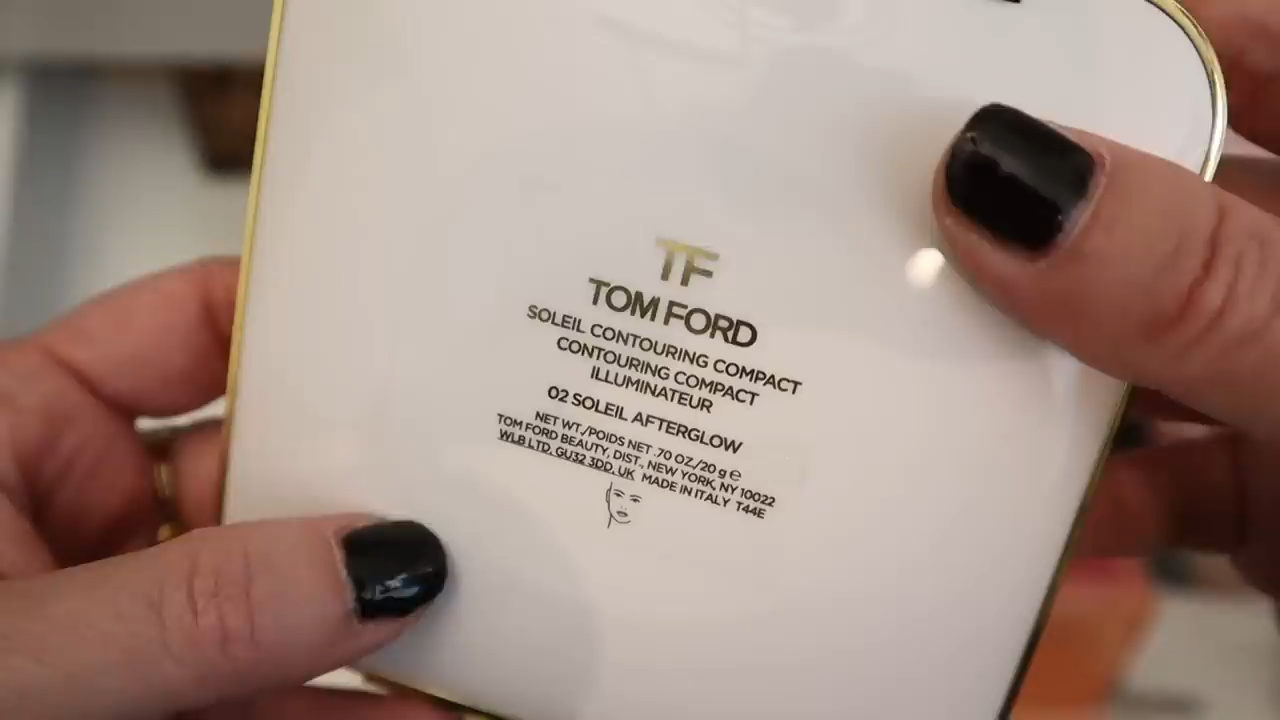 TF
TOM FORD
SOLEIL CONTOURING COMPACT
CONTOURING COMPACT
ILLUMINATEUR
02 SOLEIL AFTERGLOW
NET WT./POIDS NET .70 OZ/20 g ℮
TOM FORD BEAUTY, DIST., NEW YORK, NY 10022
WLB LTD, GU32 3DD, UK MADE IN ITALY T44E